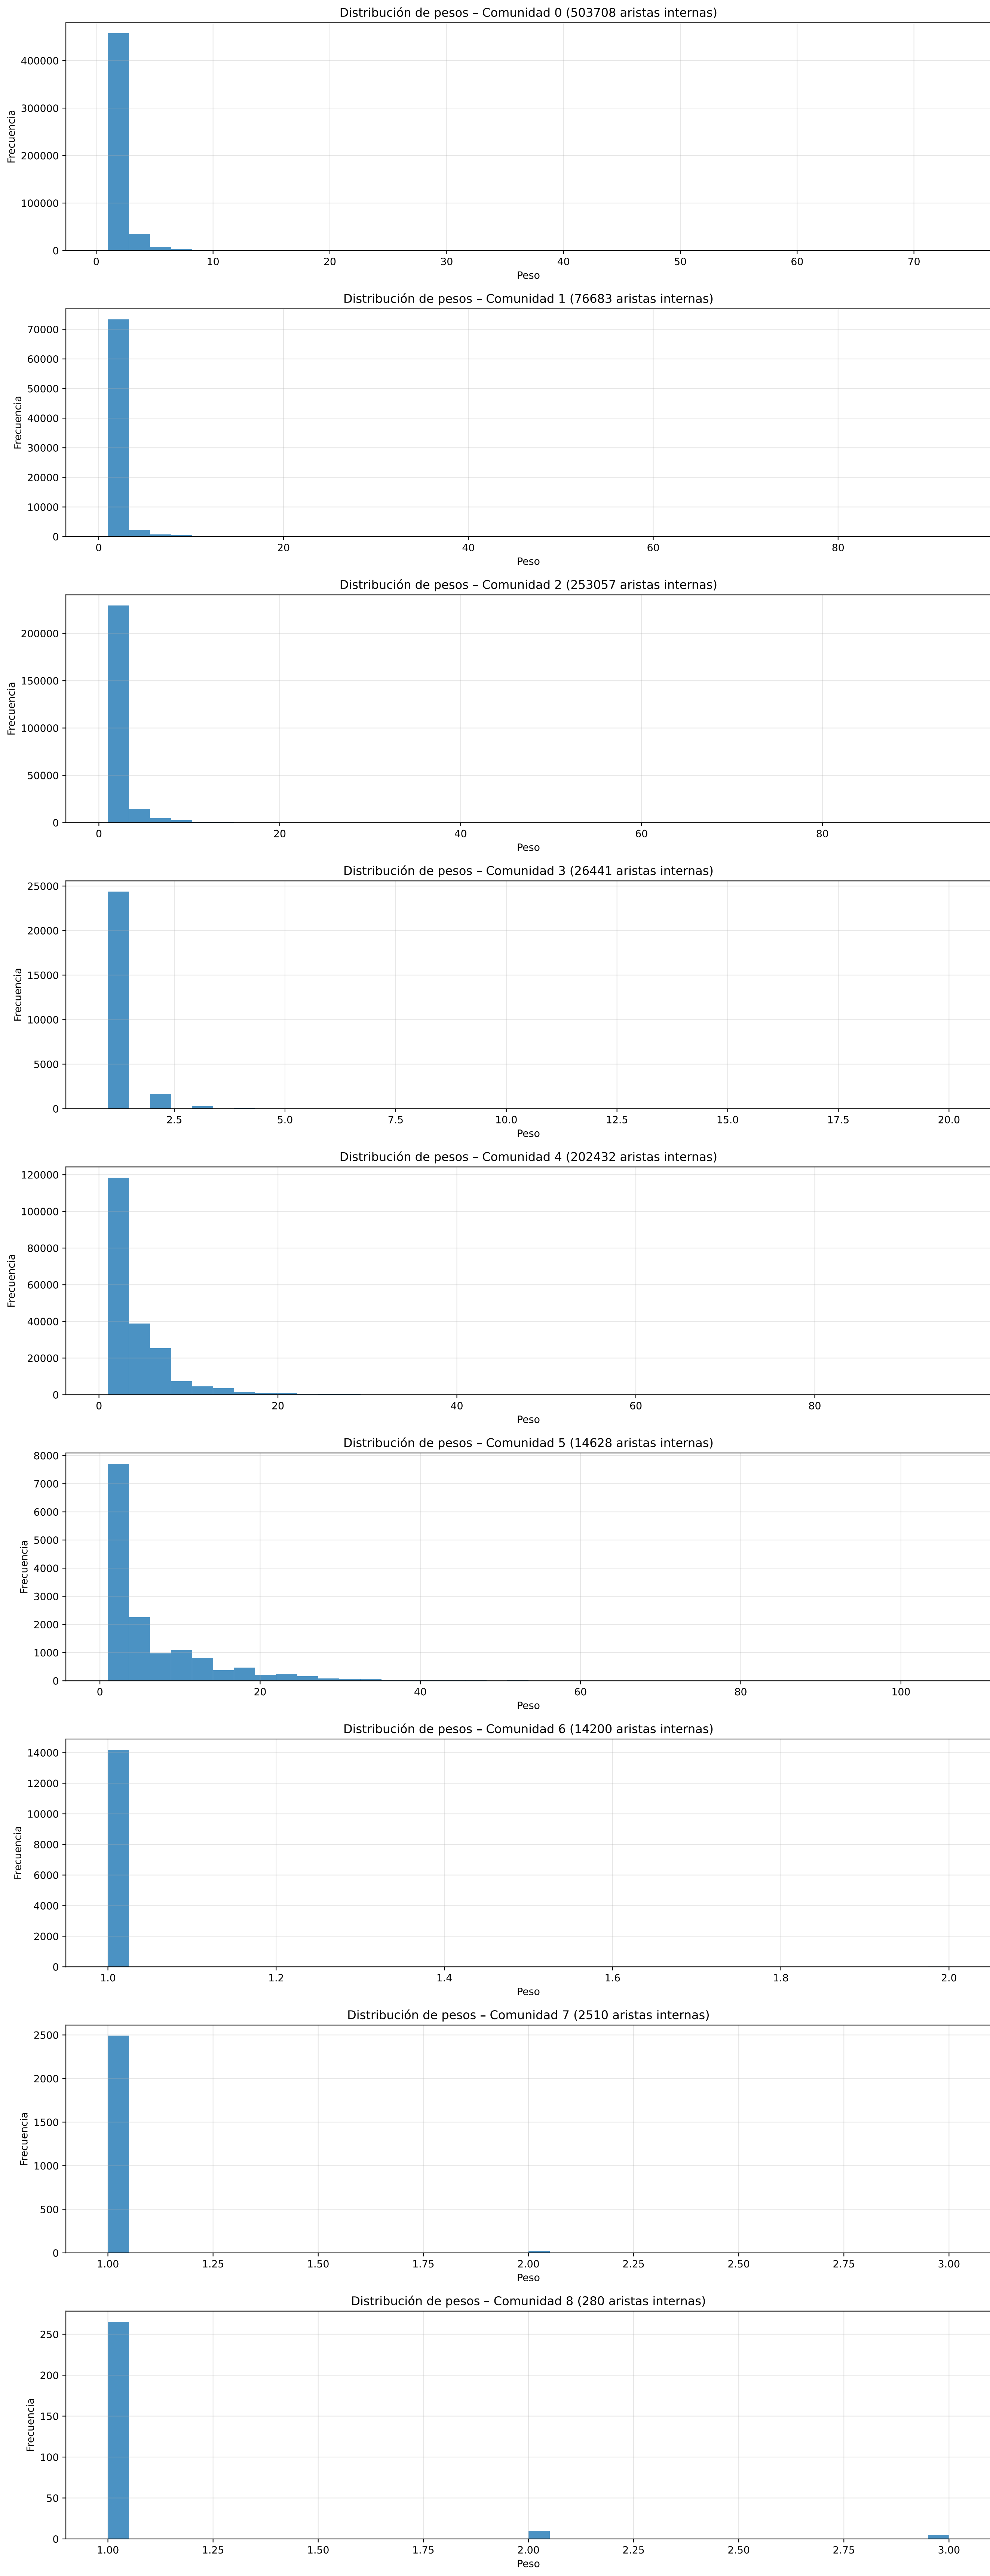 Distribución de pesos – Comunidad 0 (503708 aristas internas)
400000
300000
200000
100000
0
Frecuencia
0 10 20 30 40 50 60 70
Peso
Distribución de pesos – Comunidad 1 (76683 aristas internas)
70000
60000
50000
40000
30000
20000
10000
0
Frecuencia
0 20 40 60 80
Peso
Distribución de pesos – Comunidad 2 (253057 aristas internas)
200000
150000
100000
50000
0
Frecuencia
0 20 40 60 80
Peso
Distribución de pesos – Comunidad 3 (26441 aristas internas)
25000
20000
15000
10000
5000
0
Frecuencia
2.5 5.0 7.5 10.0 12.5 15.0 17.5 20.0
Peso
Distribución de pesos – Comunidad 4 (202432 aristas internas)
120000
100000
80000
60000
40000
20000
0
Frecuencia
0 20 40 60 80
Peso
Distribución de pesos – Comunidad 5 (14628 aristas internas)
8000
7000
6000
5000
4000
3000
2000
1000
0
Frecuencia
0 20 40 60 80 100
Peso
Distribución de pesos – Comunidad 6 (14200 aristas internas)
14000
12000
10000
8000
6000
4000
2000
0
Frecuencia
1.0 1.2 1.4 1.6 1.8 2.0
Peso
Distribución de pesos – Comunidad 7 (2510 aristas internas)
2500
2000
1500
1000
500
0
Frecuencia
1.00 1.25 1.50 1.75 2.00 2.25 2.50 2.75 3.00
Peso
Distribución de pesos – Comunidad 8 (280 aristas internas)
250
200
150
100
50
0
Frecuencia
1.00 1.25 1.50 1.75 2.00 2.25 2.50 2.75 3.00
Peso